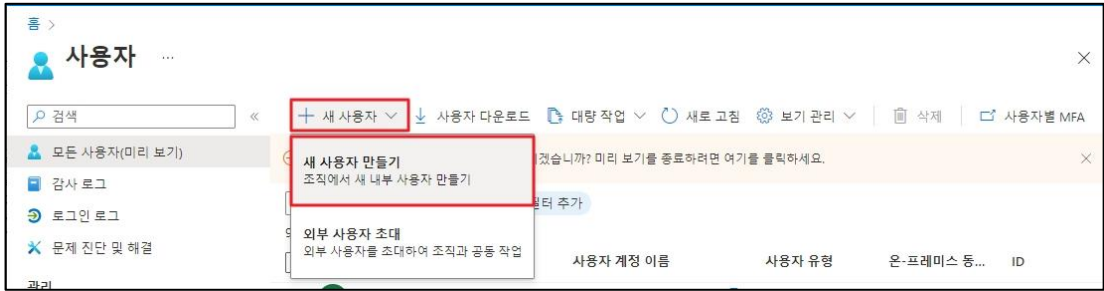 홈 >
사용자 ...
검색
새 사용자
사용자 다운로드
대량 작업
새로 고침
보기 관리
삭제
사용자별 MFA
모든 사용자(미리 보기)
감사 로그
로그인 로그
문제 진단 및 해결
관리
새 사용자 만들기
조직에서 새 내부 사용자 만들기
외부 사용자 초대
외부 사용자를 초대하여 조직과 공동 작업
미리 보기를 종료하려면 여기를 클릭하세요.
추가
사용자 계정 이름
사용자 유형
온-프레미스 동...
ID